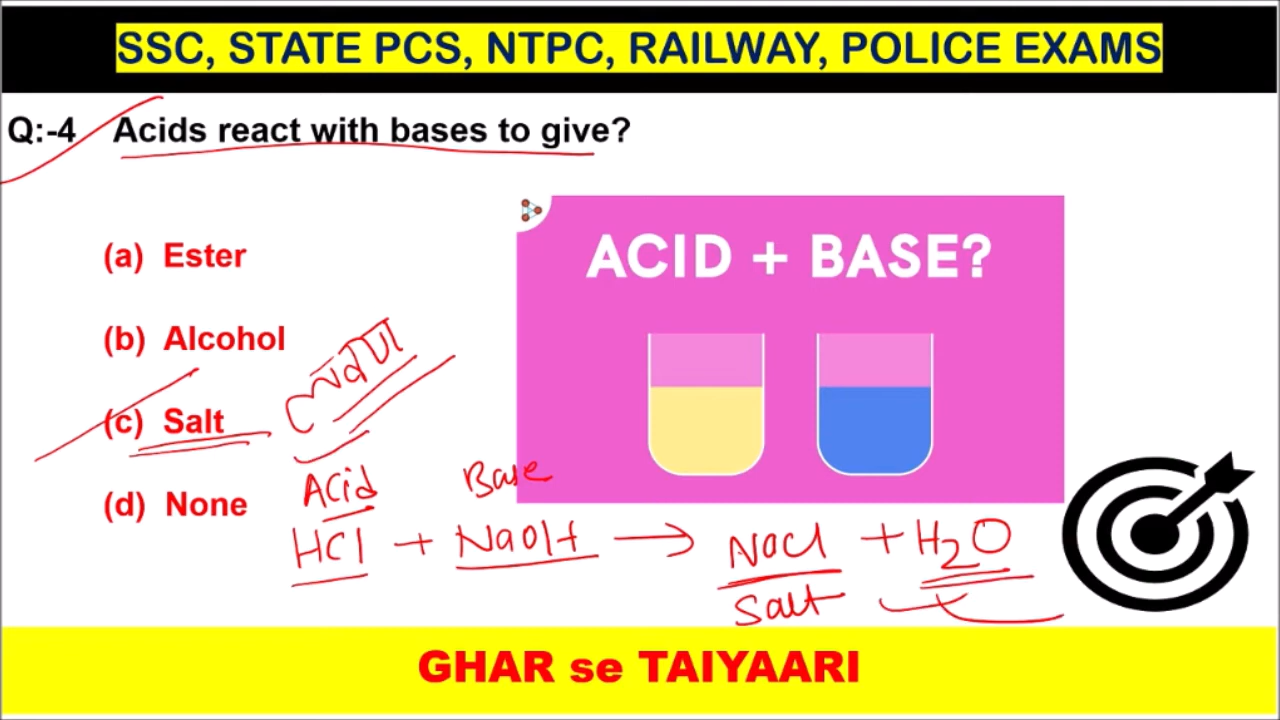 SSC, STATE PCS, NTPC, RAILWAY, POLICE EXAMS
Q:-4 Acids react with bases to give?
ACID + BASE?
(a) Ester
(b) Alcohol
लवण
(c) Salt
(d) None
Acid Base
HCl + NaOH → NaCl + H₂O
Salt
GHAR se TAIYAARI